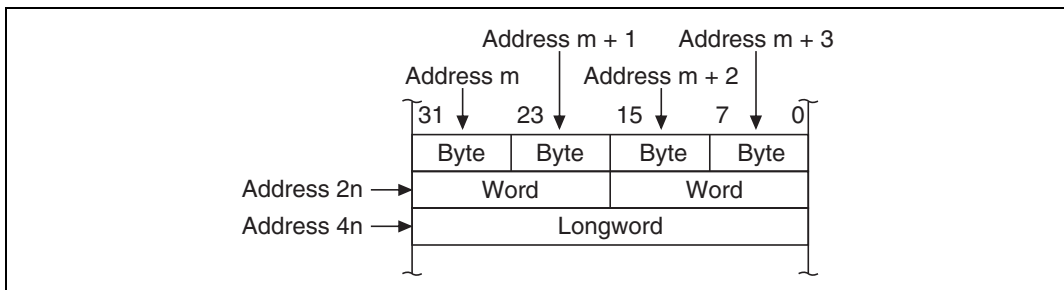 Address m + 1 Address m + 3
Address m Address m + 2
31 23 15 7 0
Byte Byte Byte Byte
Address 2n Word Word
Address 4n Longword